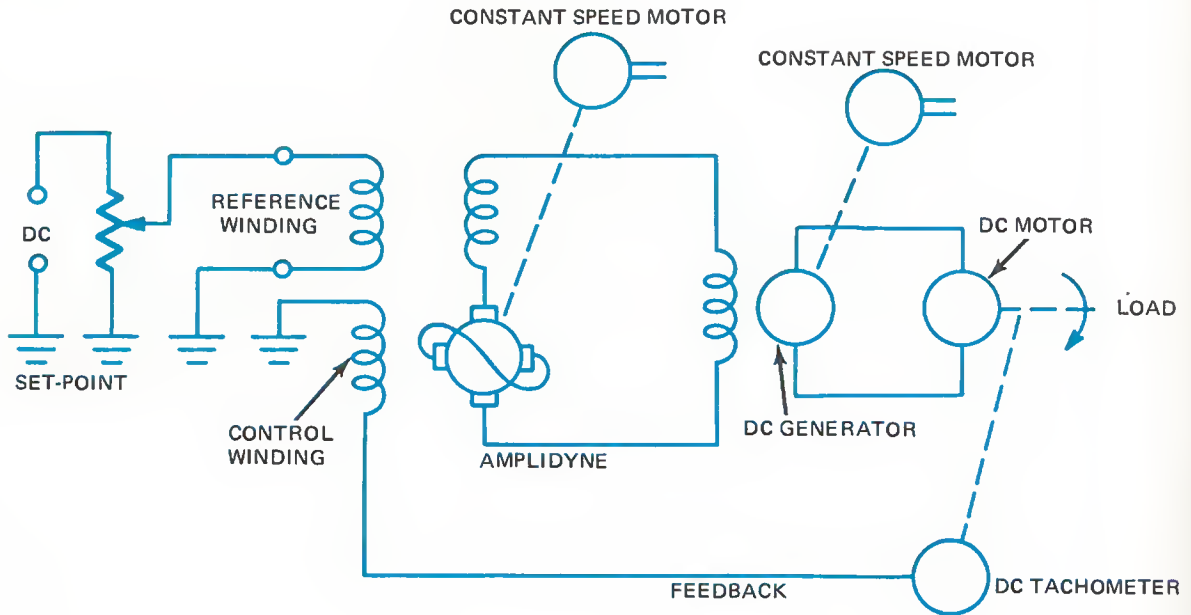 CONSTANT SPEED MOTOR
CONSTANT SPEED MOTOR
REFERENCE
WINDING
DC
DC MOTOR
LOAD
SET-POINT
CONTROL
WINDING
AMPLIDYNE
DC GENERATOR
FEEDBACK
DC TACHOMETER